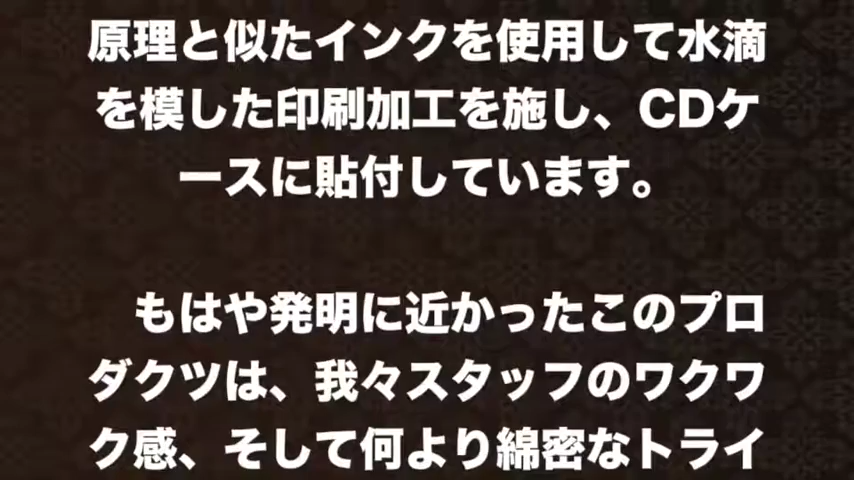 原理と似たインクを使用して水滴
を模した印刷加工を施し、CDケ
ースに貼付しています。
もはや発明に近かったこのプロ
ダクツは、我々スタッフのワクワ
ク感、そして何より綿密なトライ